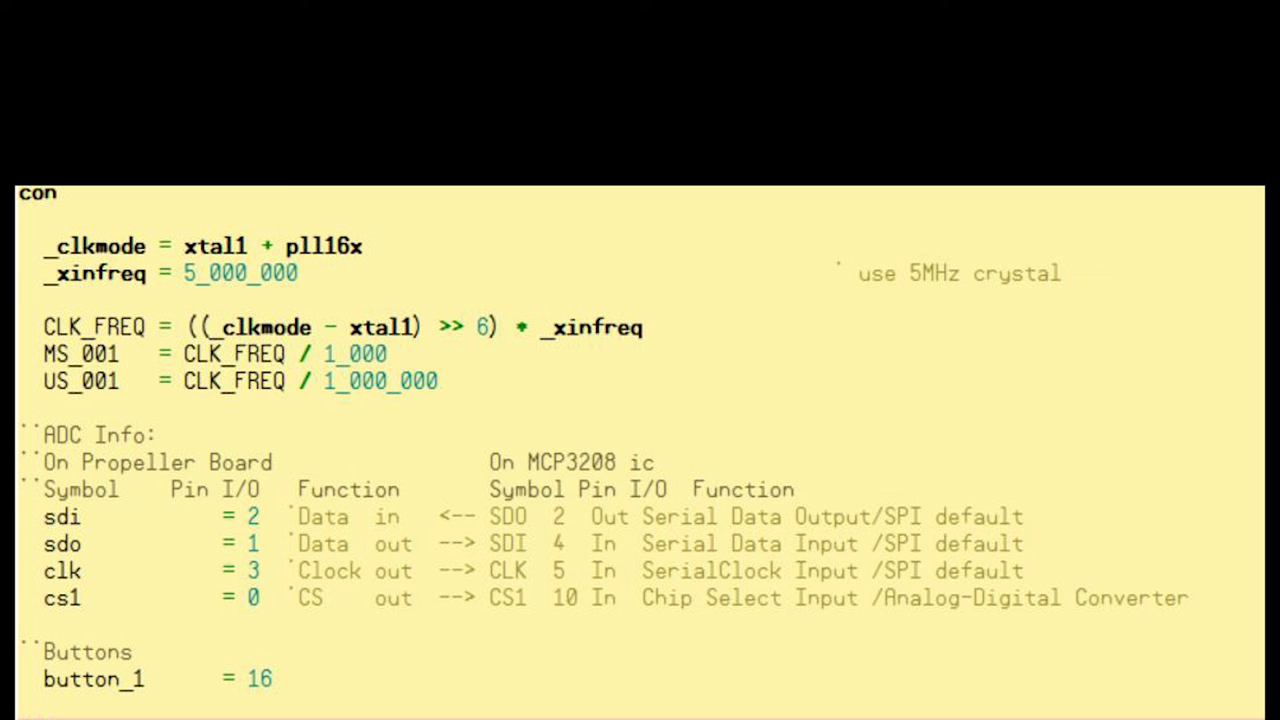 con
_clkmode = xtal1 + pll16x
_xinfreq = 5_000_000 ' use 5MHz crystal
CLK_FREQ = ((_clkmode - xtal1) >> 6) * _xinfreq
MS_001 = CLK_FREQ / 1_000
US_001 = CLK_FREQ / 1_000_000
''ADC Info:
''On Propeller Board On MCP3208 ic
''Symbol Pin I/O Function Symbol Pin I/O Function
sdi = 2 'Data in <-- SDO 2 Out Serial Data Output/SPI default
sdo = 1 'Data out --> SDI 4 In Serial Data Input /SPI default
clk = 3 'Clock out --> CLK 5 In SerialClock Input /SPI default
cs1 = 0 'CS out --> CS1 10 In Chip Select Input /Analog-Digital Converter
''Buttons
button_1 = 16